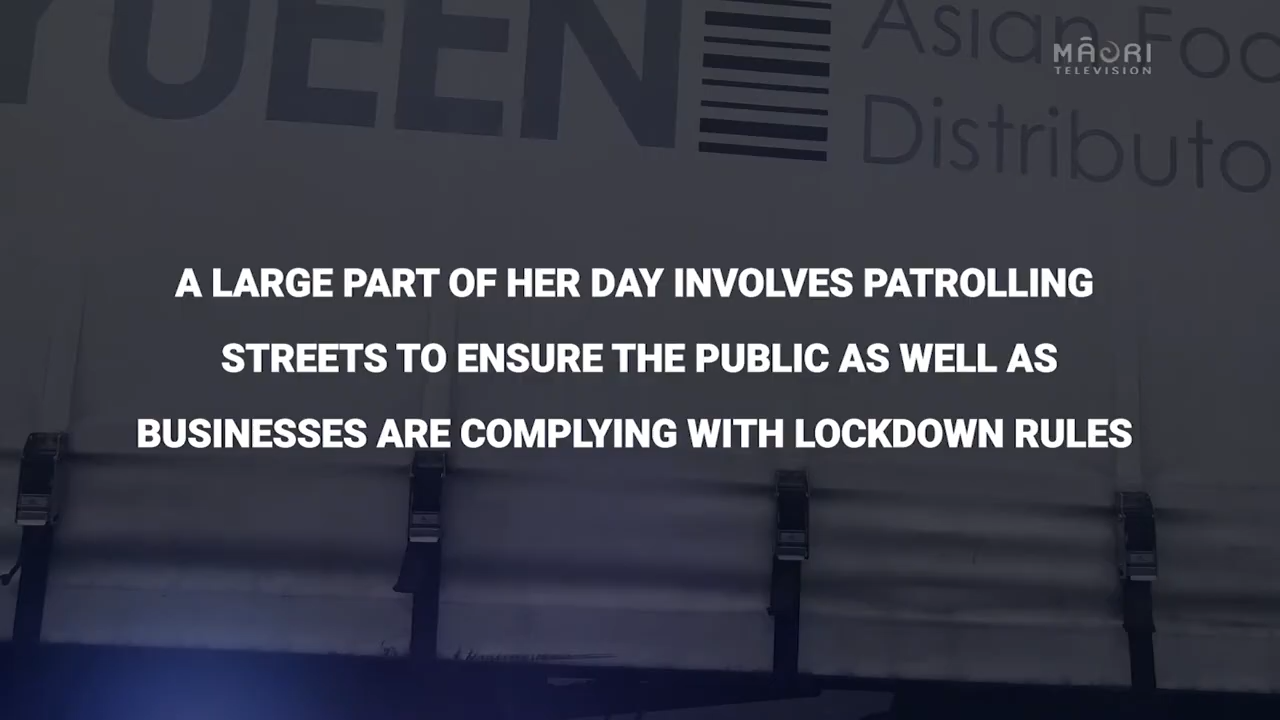 YUEEN
Asian Foo
Distributo
MĀORI
TELEVISION
A LARGE PART OF HER DAY INVOLVES PATROLLING
STREETS TO ENSURE THE PUBLIC AS WELL AS
BUSINESSES ARE COMPLYING WITH LOCKDOWN RULES